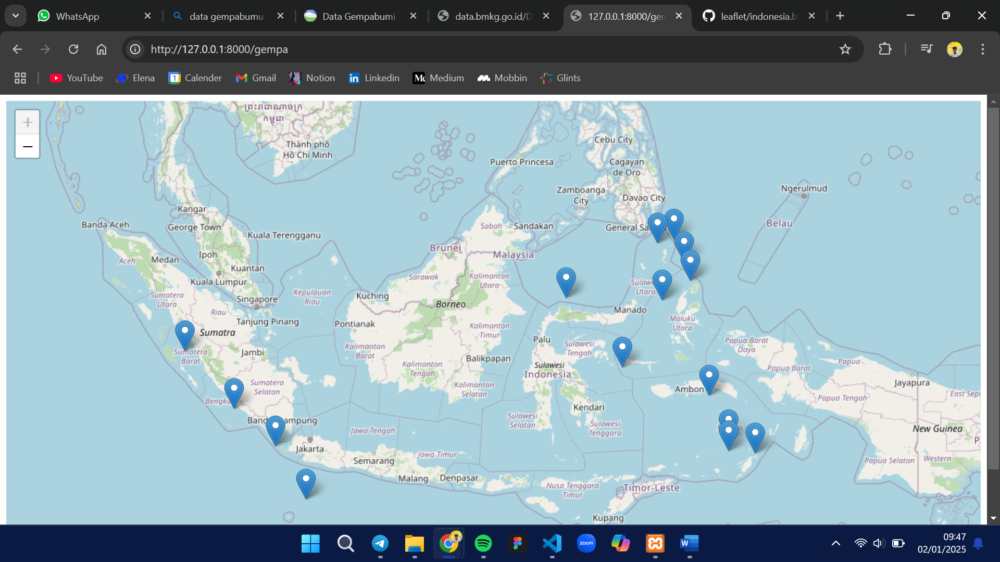 WhatsApp
data gempabumu
Data Gempabumi
data.bmkg.go.id/D
127.0.0.1:8000/gem
leaflet/indonesia.b
http://127.0.0.1:8000/gempa
YouTube
Elena
1
Calender
Gmail
Notion
Linkedin
Medium
Mobbin
Glints
+
−
ព្រះរាជាណាចក្រ
កម្ពុជា
Thành phố
Hồ Chí Minh
Cebu City
Puerto Princesa
Cagayan
de Oro
Zamboanga
City
Davao City
Ngerulmud
Kangar
Banda Aceh
George Town
Kuala Terengganu
Sabah
Sandakan
General Sa
Belau
Ipoh
Brunei
Malaysia
Aceh
Medan
Kuantan
Kuala Lumpur
Sarawak
Kalimantan
Utara
Sulaw
Utara
Sumatera
Utara
Singapore
Kepulauan
Riau
Kuching
Borneo
Manado
Riau
Tanjung Pinang
Pontianak
Kalimantan
Timur
Maluku
Utara
Sumatra
Palu
Sulawesi
Tengah
Papua Barat
Daya
Sumatera
Barat
Jambi
Kalimantan
Barat
Balikpapan
Papua
Kalimantan
Tengah
Sulawesi
Indonesia
Papua Barat
Sumatera
Selatan
Kalimantan
Selatan
Ambon
Jayapura
East Sepi
Bengku
Kendari
Papua Tengah
Band
ampung
Sulawesi
Selatan
Sulawesi
Tenggara
Jawa Tengah
New Guinea
Jakarta
Semarang
Jawa Timur
Papua Selatan
Western
Malang
Denpasar
Nusa Tenggara
Timur
Timor-Leste
Kupang
zoom
W
09:47
02/01/2025